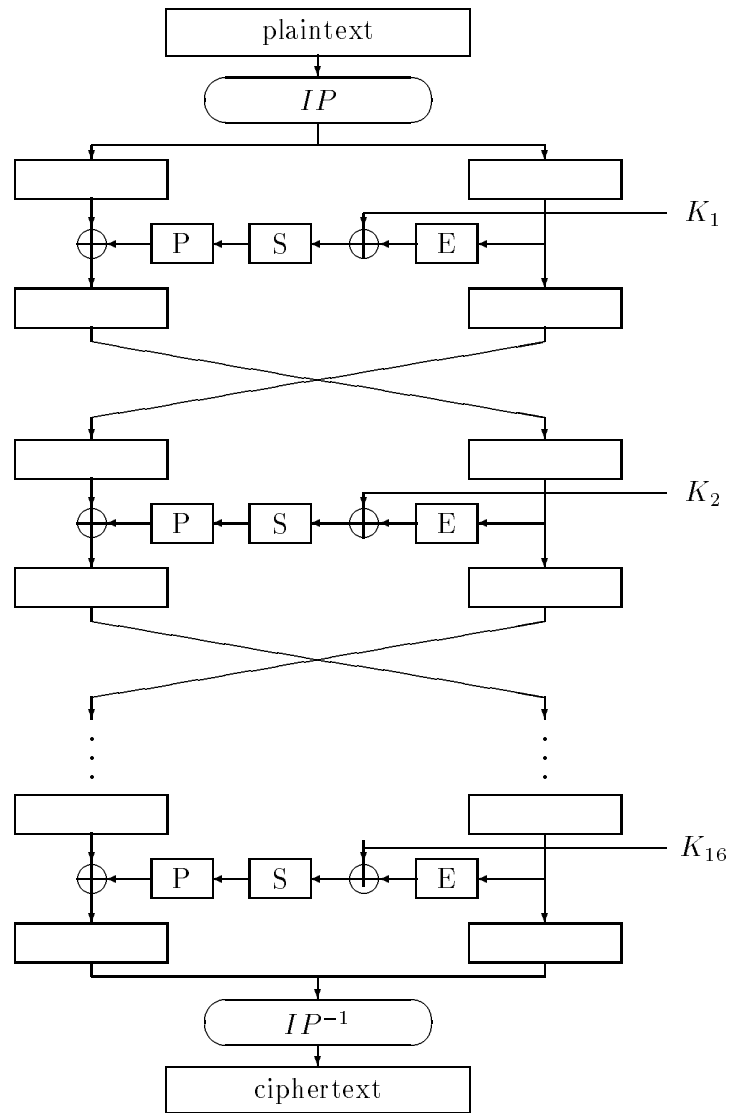 plaintext
IP
K₁
P S E
K₂
P S E
K₁₆
P S E
IP⁻¹
ciphertext